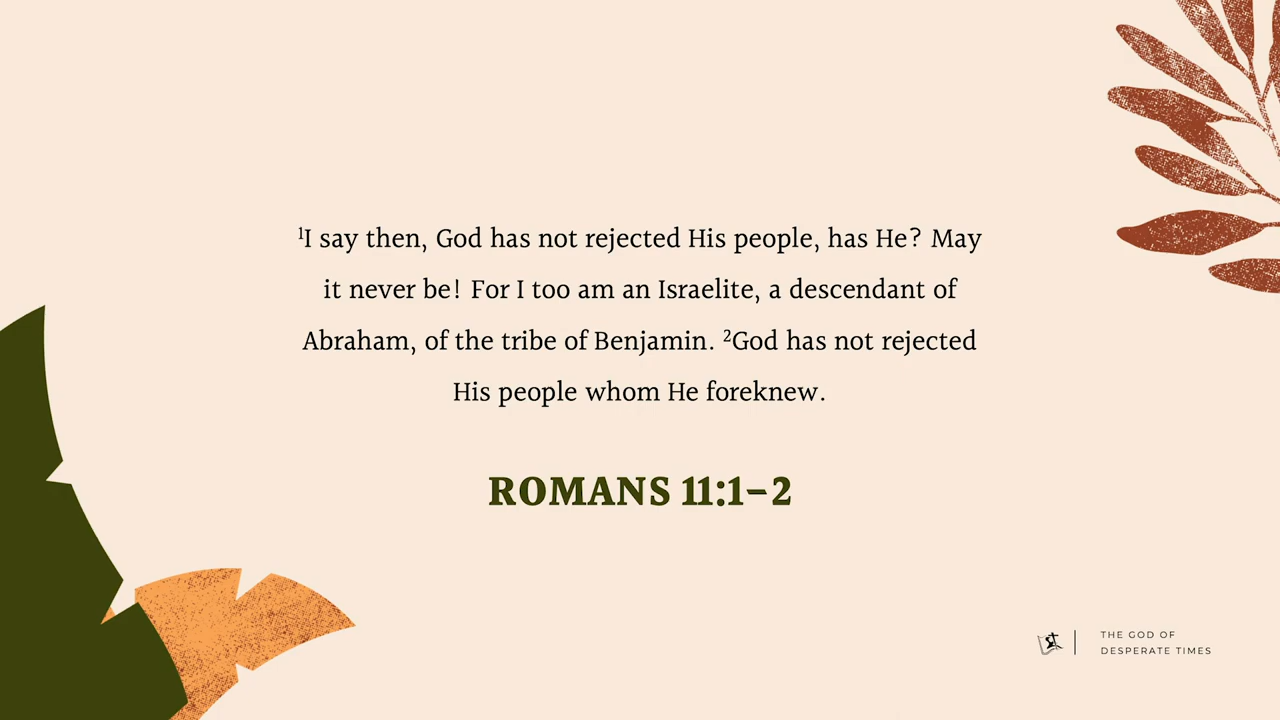 ¹I say then, God has not rejected His people, has He? May
it never be! For I too am an Israelite, a descendant of
Abraham, of the tribe of Benjamin. ²God has not rejected
His people whom He foreknew.
ROMANS 11:1–2
THE GOD OF
DESPERATE TIMES